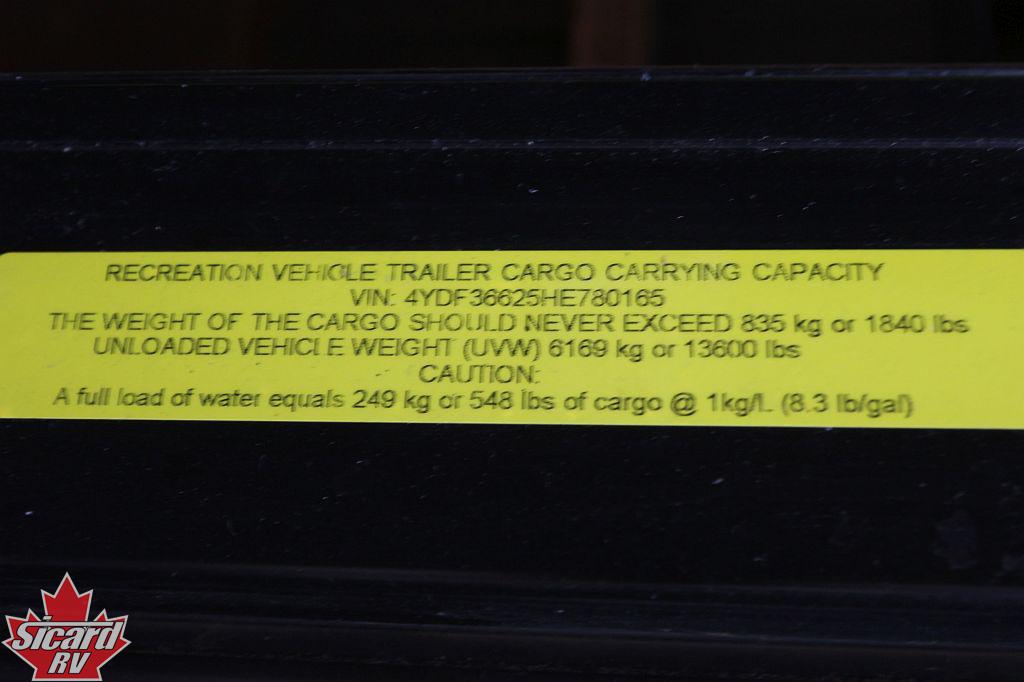 RECREATION VEHICLE TRAILER CARGO CARRYING CAPACITY
VIN: 4YDF36625HE780165
THE WEIGHT OF THE CARGO SHOULD NEVER EXCEED 835 kg or 1840 lbs
UNLOADED VEHICLE WEIGHT (UVW) 6169 kg or 13600 lbs
CAUTION:
A full load of water equals 249 kg or 548 lbs of cargo @ 1kg/L (8.3 lb/gal)
Sicard
RV